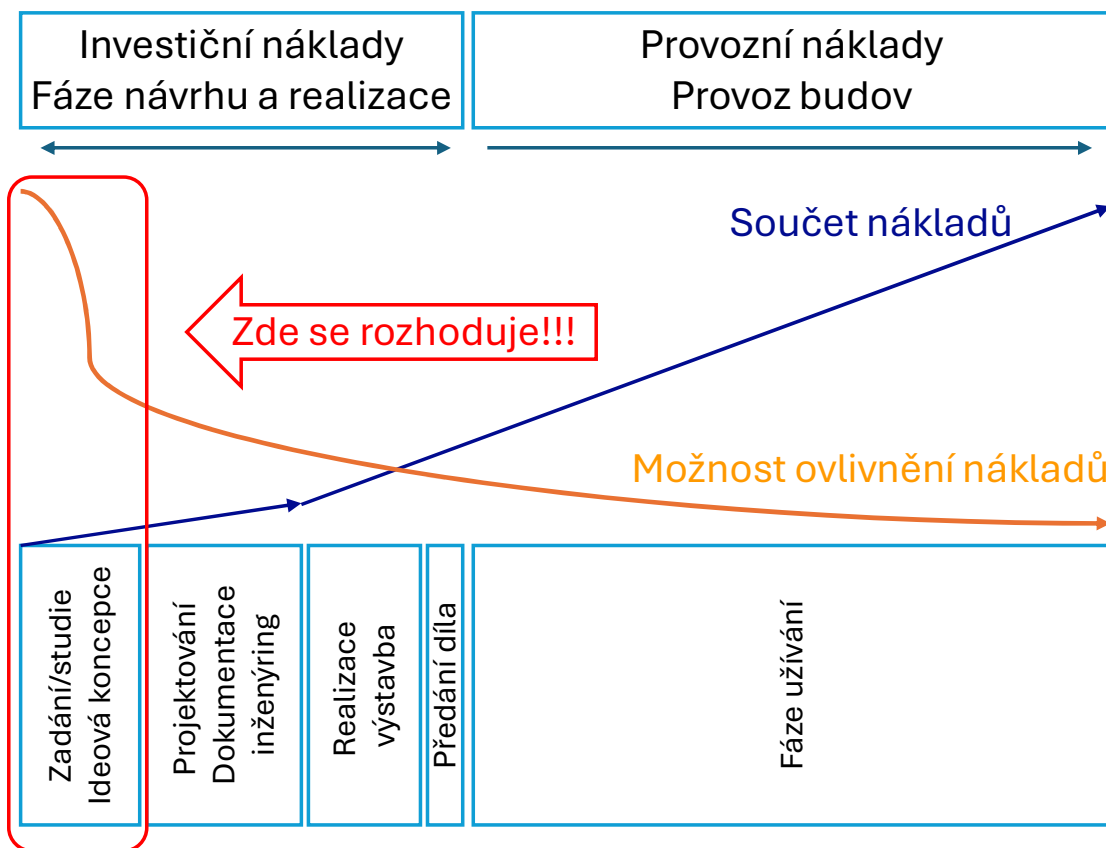 Investiční náklady
Fáze návrhu a realizace
Provozní náklady
Provoz budov
Součet nákladů
Zde se rozhoduje!!!
Možnost ovlivnění nákladů
Zadání/studie
Ideová koncepce
Projektování
Dokumentace
inženýring
Realizace
výstavba
Předání díla
Fáze užívání